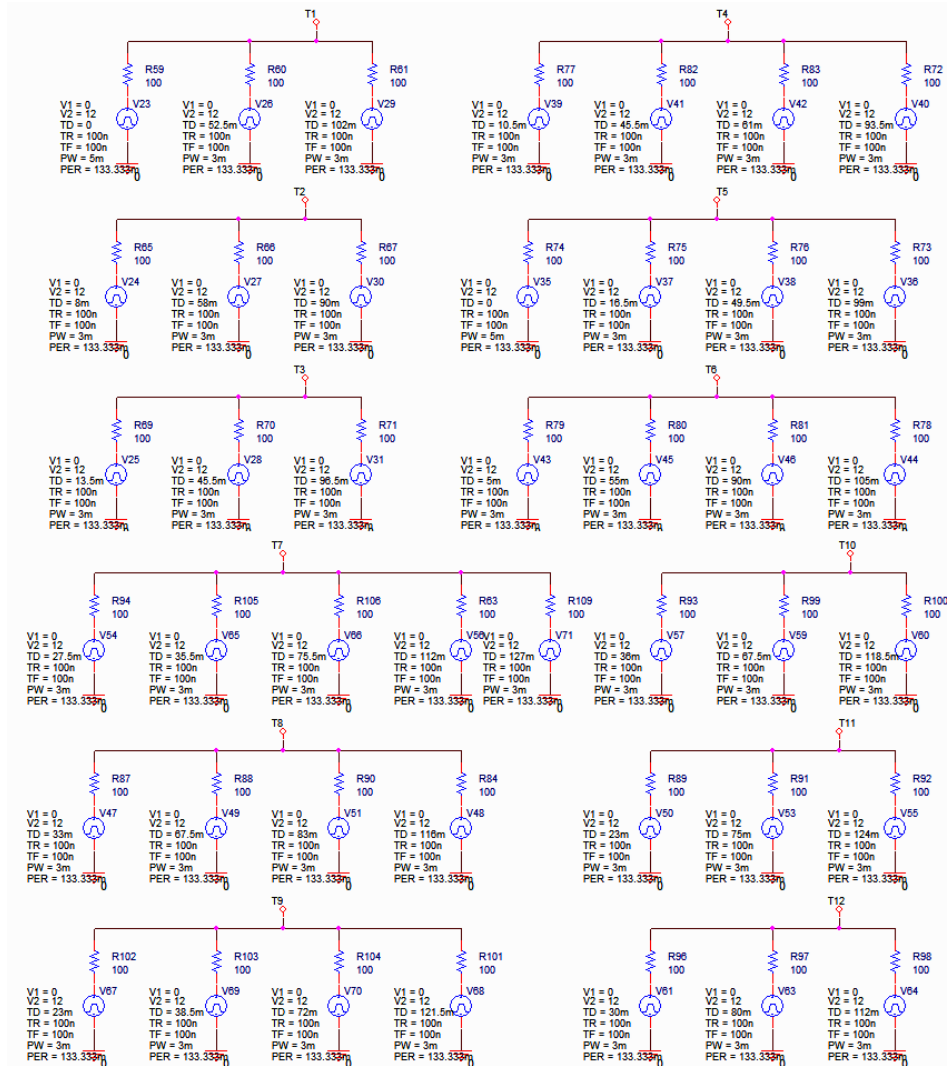 T1
R59
100
R60
100
R61
100
V23
V1 = 0
V2 = 12
TD = 0
TR = 100n
TF = 100n
PW = 5m
PER = 133.333m
0
V26
V1 = 0
V2 = 12
TD = 52.5m
TR = 100n
TF = 100n
PW = 3m
PER = 133.333m
0
V29
V1 = 0
V2 = 12
TD = 102m
TR = 100n
TF = 100n
PW = 3m
PER = 133.333m
0
T4
R77
100
R82
100
R83
100
R72
100
V39
V1 = 0
V2 = 12
TD = 10.5m
TR = 100n
TF = 100n
PW = 3m
PER = 133.333m
0
V41
V1 = 0
V2 = 12
TD = 45.5m
TR = 100n
TF = 100n
PW = 3m
PER = 133.333m
0
V42
V1 = 0
V2 = 12
TD = 61m
TR = 100n
TF = 100n
PW = 3m
PER = 133.333m
0
V40
V1 = 0
V2 = 12
TD = 93.5m
TR = 100n
TF = 100n
PW = 3m
PER = 133.333m
0
T2
R65
100
R66
100
R67
100
V24
V1 = 0
V2 = 12
TD = 8m
TR = 100n
TF = 100n
PW = 3m
PER = 133.333m
0
V27
V1 = 0
V2 = 12
TD = 58m
TR = 100n
TF = 100n
PW = 3m
PER = 133.333m
0
V30
V1 = 0
V2 = 12
TD = 90m
TR = 100n
TF = 100n
PW = 3m
PER = 133.333m
0
T5
R74
100
R75
100
R76
100
R73
100
V35
V1 = 0
V2 = 12
TD = 0
TR = 100n
TF = 100n
PW = 5m
PER = 133.333m
0
V37
V1 = 0
V2 = 12
TD = 16.5m
TR = 100n
TF = 100n
PW = 3m
PER = 133.333m
0
V38
V1 = 0
V2 = 12
TD = 49.5m
TR = 100n
TF = 100n
PW = 3m
PER = 133.333m
0
V36
V1 = 0
V2 = 12
TD = 99m
TR = 100n
TF = 100n
PW = 3m
PER = 133.333m
0
T3
R69
100
R70
100
R71
100
V25
V1 = 0
V2 = 12
TD = 13.5m
TR = 100n
TF = 100n
PW = 3m
PER = 133.333m
V28
V1 = 0
V2 = 12
TD = 45.5m
TR = 100n
TF = 100n
PW = 3m
PER = 133.333m
V31
V1 = 0
V2 = 12
TD = 96.5m
TR = 100n
TF = 100n
PW = 3m
PER = 133.333m
T6
R79
100
R80
100
R81
100
R78
100
V43
V1 = 0
V2 = 12
TD = 5m
TR = 100n
TF = 100n
PW = 3m
PER = 133.333m
V45
V1 = 0
V2 = 12
TD = 55m
TR = 100n
TF = 100n
PW = 3m
PER = 133.333m
V46
V1 = 0
V2 = 12
TD = 90m
TR = 100n
TF = 100n
PW = 3m
PER = 133.333m
V44
V1 = 0
V2 = 12
TD = 105m
TR = 100n
TF = 100n
PW = 3m
PER = 133.333m
T7
R94
100
R105
100
R106
100
R63
100
R109
100
V54
V1 = 0
V2 = 12
TD = 27.5m
TR = 100n
TF = 100n
PW = 3m
PER = 133.333m
0
V65
V1 = 0
V2 = 12
TD = 35.5m
TR = 100n
TF = 100n
PW = 3m
PER = 133.333m
0
V66
V1 = 0
V2 = 12
TD = 75.5m
TR = 100n
TF = 100n
PW = 3m
PER = 133.333m
0
V56
V1 = 0
V2 = 12
TD = 112m
TR = 100n
TF = 100n
PW = 3m
PER = 133.333m
V71
V1 = 0
V2 = 12
TD = 127m
TR = 100n
TF = 100n
PW = 3m
PER = 133.333m
0
T10
R93
100
R99
100
R100
100
V57
V1 = 0
V2 = 12
TD = 36m
TR = 100n
TF = 100n
PW = 3m
PER = 133.333m
0
V59
V1 = 0
V2 = 12
TD = 67.5m
TR = 100n
TF = 100n
PW = 3m
PER = 133.333m
0
V60
V1 = 0
V2 = 12
TD = 118.5m
TR = 100n
TF = 100n
PW = 3m
PER = 133.333m
0
T8
R87
100
R88
100
R90
100
R84
100
V47
V1 = 0
V2 = 12
TD = 33m
TR = 100n
TF = 100n
PW = 3m
PER = 133.333m
0
V49
V1 = 0
V2 = 12
TD = 67.5m
TR = 100n
TF = 100n
PW = 3m
PER = 133.333m
0
V51
V1 = 0
V2 = 12
TD = 83m
TR = 100n
TF = 100n
PW = 3m
PER = 133.333m
0
V48
V1 = 0
V2 = 12
TD = 116m
TR = 100n
TF = 100n
PW = 3m
PER = 133.333m
0
T11
R89
100
R91
100
R92
100
V50
V1 = 0
V2 = 12
TD = 23m
TR = 100n
TF = 100n
PW = 3m
PER = 133.333m
0
V53
V1 = 0
V2 = 12
TD = 75m
TR = 100n
TF = 100n
PW = 3m
PER = 133.333m
0
V55
V1 = 0
V2 = 12
TD = 124m
TR = 100n
TF = 100n
PW = 3m
PER = 133.333m
0
T9
R102
100
R103
100
R104
100
R101
100
V67
V1 = 0
V2 = 12
TD = 23m
TR = 100n
TF = 100n
PW = 3m
PER = 133.333m
0
V69
V1 = 0
V2 = 12
TD = 38.5m
TR = 100n
TF = 100n
PW = 3m
PER = 133.333m
0
V70
V1 = 0
V2 = 12
TD = 72m
TR = 100n
TF = 100n
PW = 3m
PER = 133.333m
0
V68
V1 = 0
V2 = 12
TD = 121.5m
TR = 100n
TF = 100n
PW = 3m
PER = 133.333m
0
T12
R96
100
R97
100
R98
100
V61
V1 = 0
V2 = 12
TD = 30m
TR = 100n
TF = 100n
PW = 3m
PER = 133.333m
0
V63
V1 = 0
V2 = 12
TD = 80m
TR = 100n
TF = 100n
PW = 3m
PER = 133.333m
0
V64
V1 = 0
V2 = 12
TD = 112m
TR = 100n
TF = 100n
PW = 3m
PER = 133.333m
0